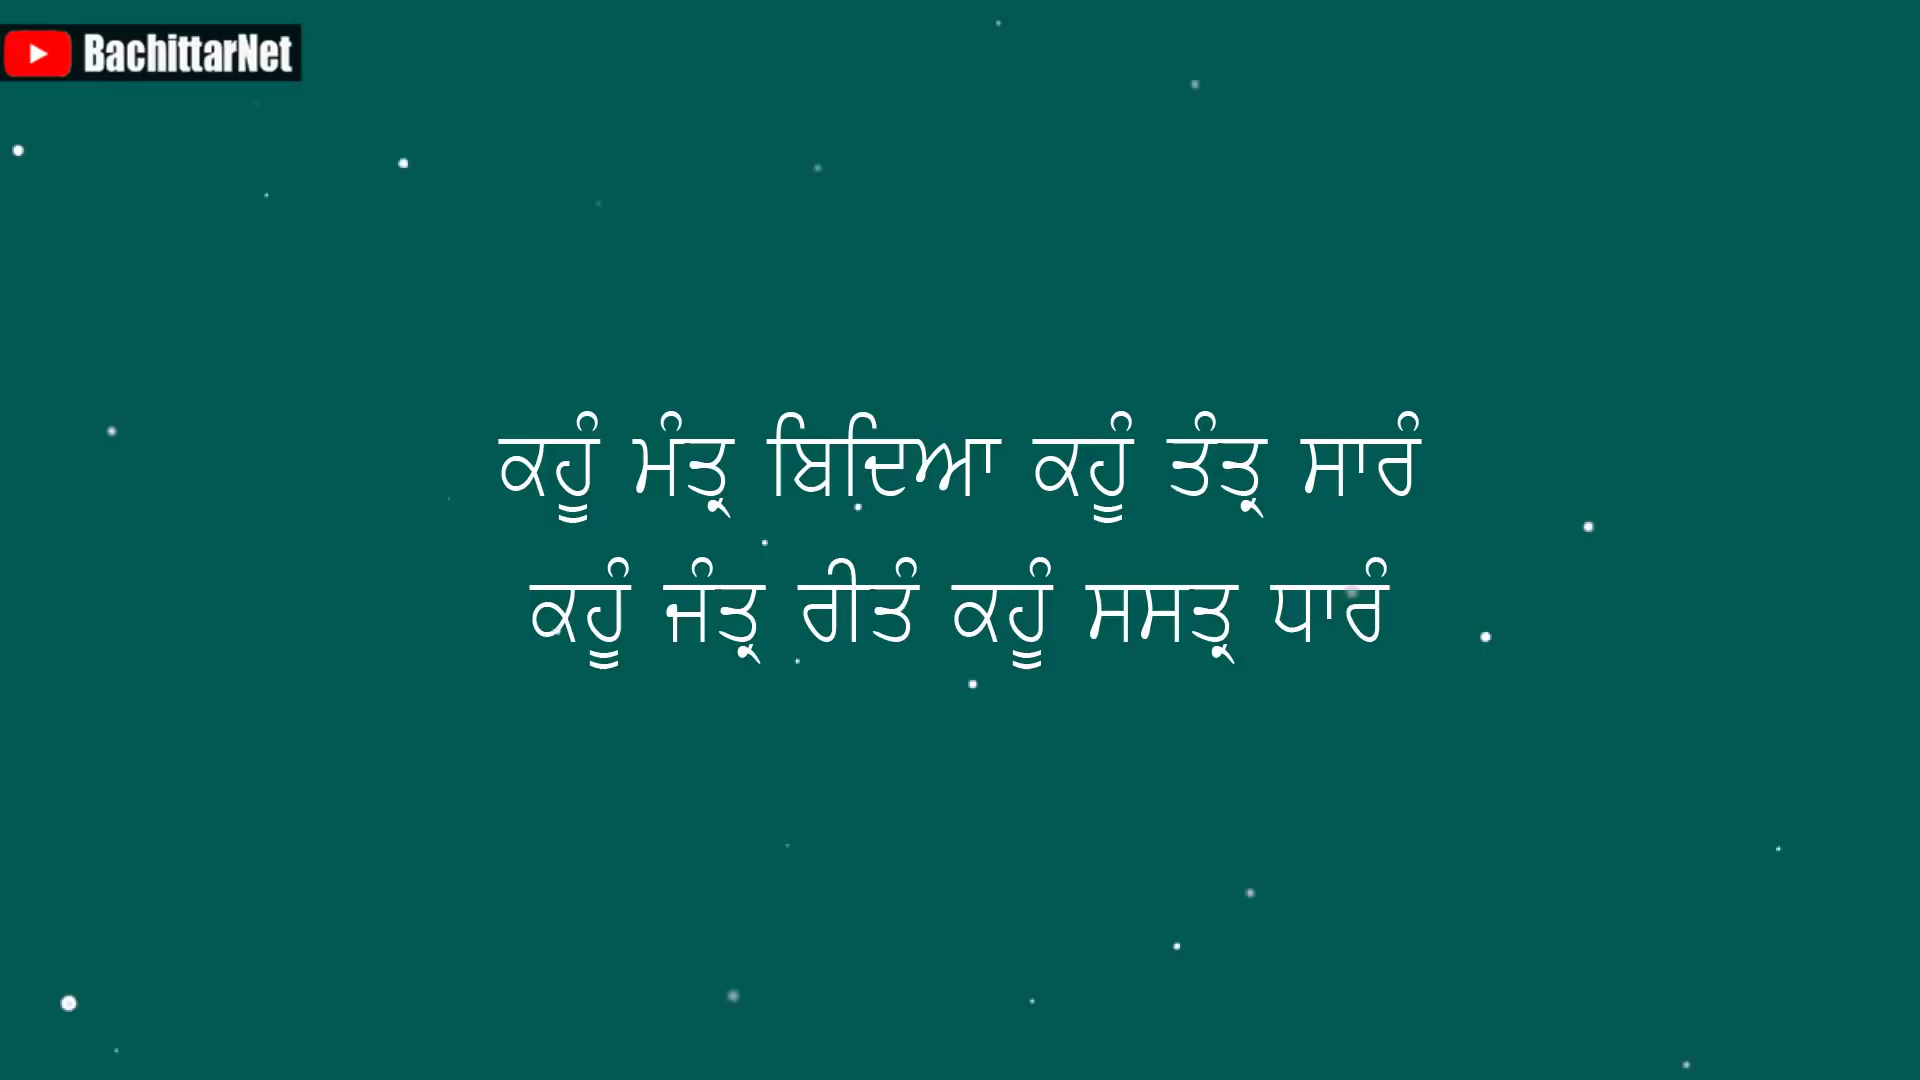 BachittarNet
ਕਹੂੰ ਮੰਤ੍ਰ ਬਿਦਿਆ ਕਹੂੰ ਤੰਤ੍ਰ ਸਾਰੰ
ਕਹੂੰ ਜੰਤ੍ਰ ਰੀਤੰ ਕਹੂੰ ਸਸਤ੍ਰ ਧਾਰੰ